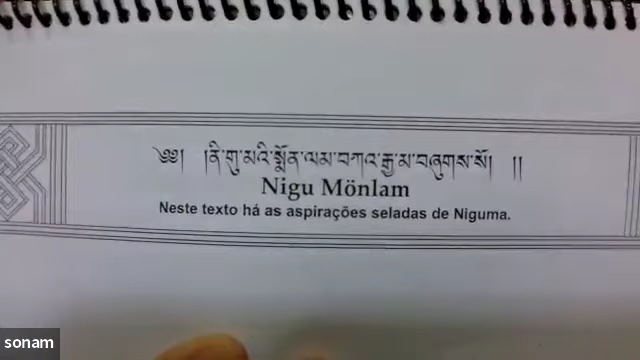 ༄༅། །ནི་གུ་མའི་སྨོན་ལམ་བཀའ་རྒྱ་མ་བཞུགས་སོ། །།
Nigu Mönlam
Neste texto há as aspirações seladas de Niguma.
sonam